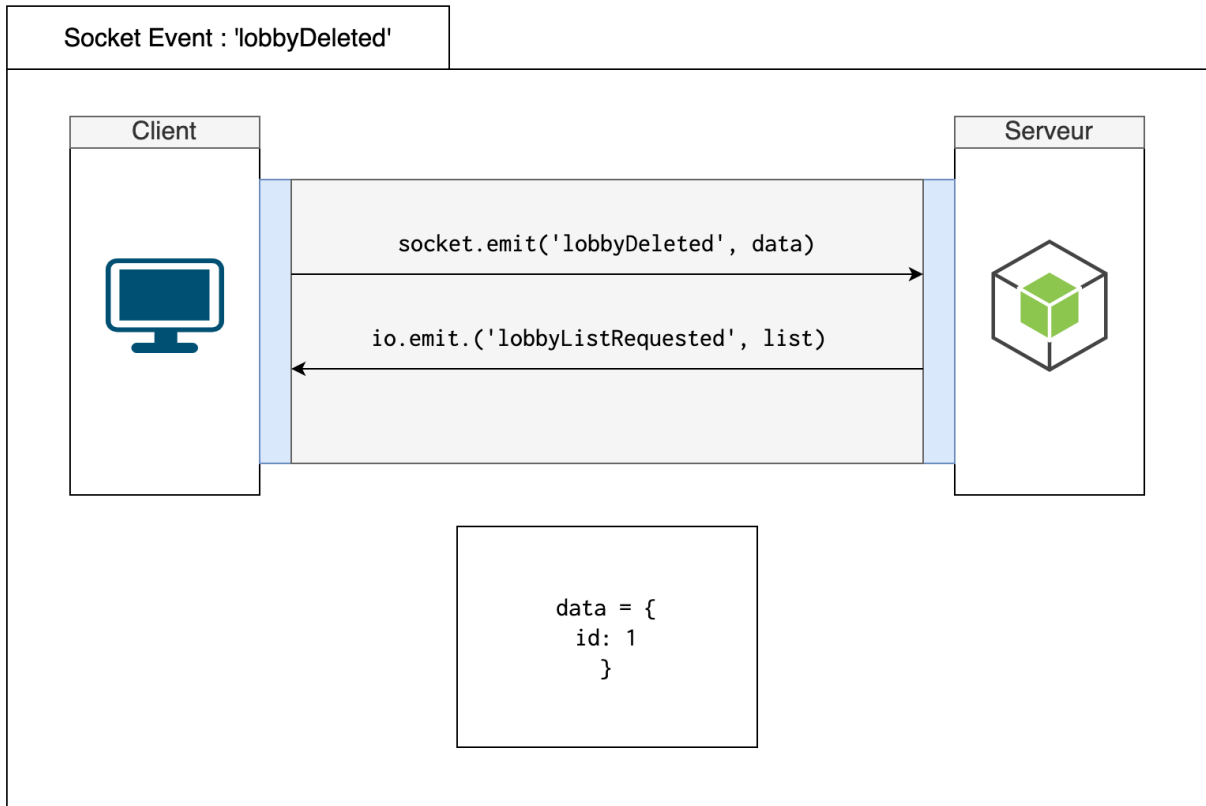 Socket Event : 'lobbyDeleted'
Client
Serveur
socket.emit('lobbyDeleted', data)
io.emit.('lobbyListRequested', list)
data = {
id: 1
}